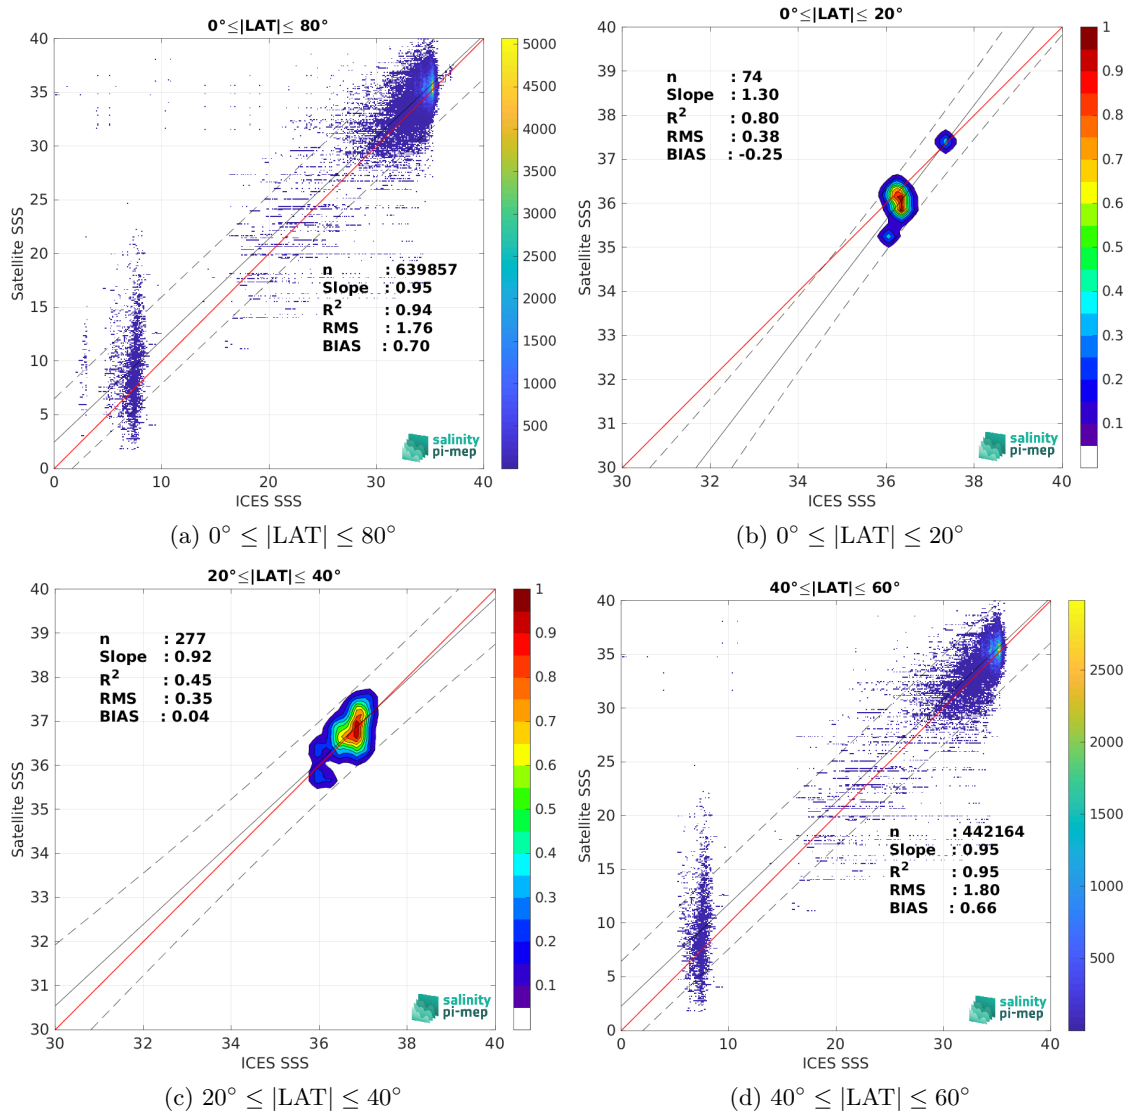 0°≤|LAT|≤ 80°
40
35
30
25
20
15
10
5
0
Satellite SSS
n : 639857
Slope : 0.95
R² : 0.94
RMS : 1.76
BIAS : 0.70
salinity
pi-mep
0 10 20 30 40
ICES SSS
5000
4500
4000
3500
3000
2500
2000
1500
1000
500
(a) 0° ≤ |LAT| ≤ 80°
0°≤|LAT|≤ 20°
40
39
38
37
36
35
34
33
32
31
30
Satellite SSS
n : 74
Slope : 1.30
R² : 0.80
RMS : 0.38
BIAS : -0.25
salinity
pi-mep
30 32 34 36 38 40
ICES SSS
1
0.9
0.8
0.7
0.6
0.5
0.4
0.3
0.2
0.1
(b) 0° ≤ |LAT| ≤ 20°
20°≤|LAT|≤ 40°
40
39
38
37
36
35
34
33
32
31
30
Satellite SSS
n : 277
Slope : 0.92
R² : 0.45
RMS : 0.35
BIAS : 0.04
salinity
pi-mep
30 32 34 36 38 40
ICES SSS
1
0.9
0.8
0.7
0.6
0.5
0.4
0.3
0.2
0.1
(c) 20° ≤ |LAT| ≤ 40°
40°≤|LAT|≤ 60°
40
35
30
25
20
15
10
5
0
Satellite SSS
n : 442164
Slope : 0.95
R² : 0.95
RMS : 1.80
BIAS : 0.66
salinity
pi-mep
0 10 20 30 40
ICES SSS
2500
2000
1500
1000
500
(d) 40° ≤ |LAT| ≤ 60°